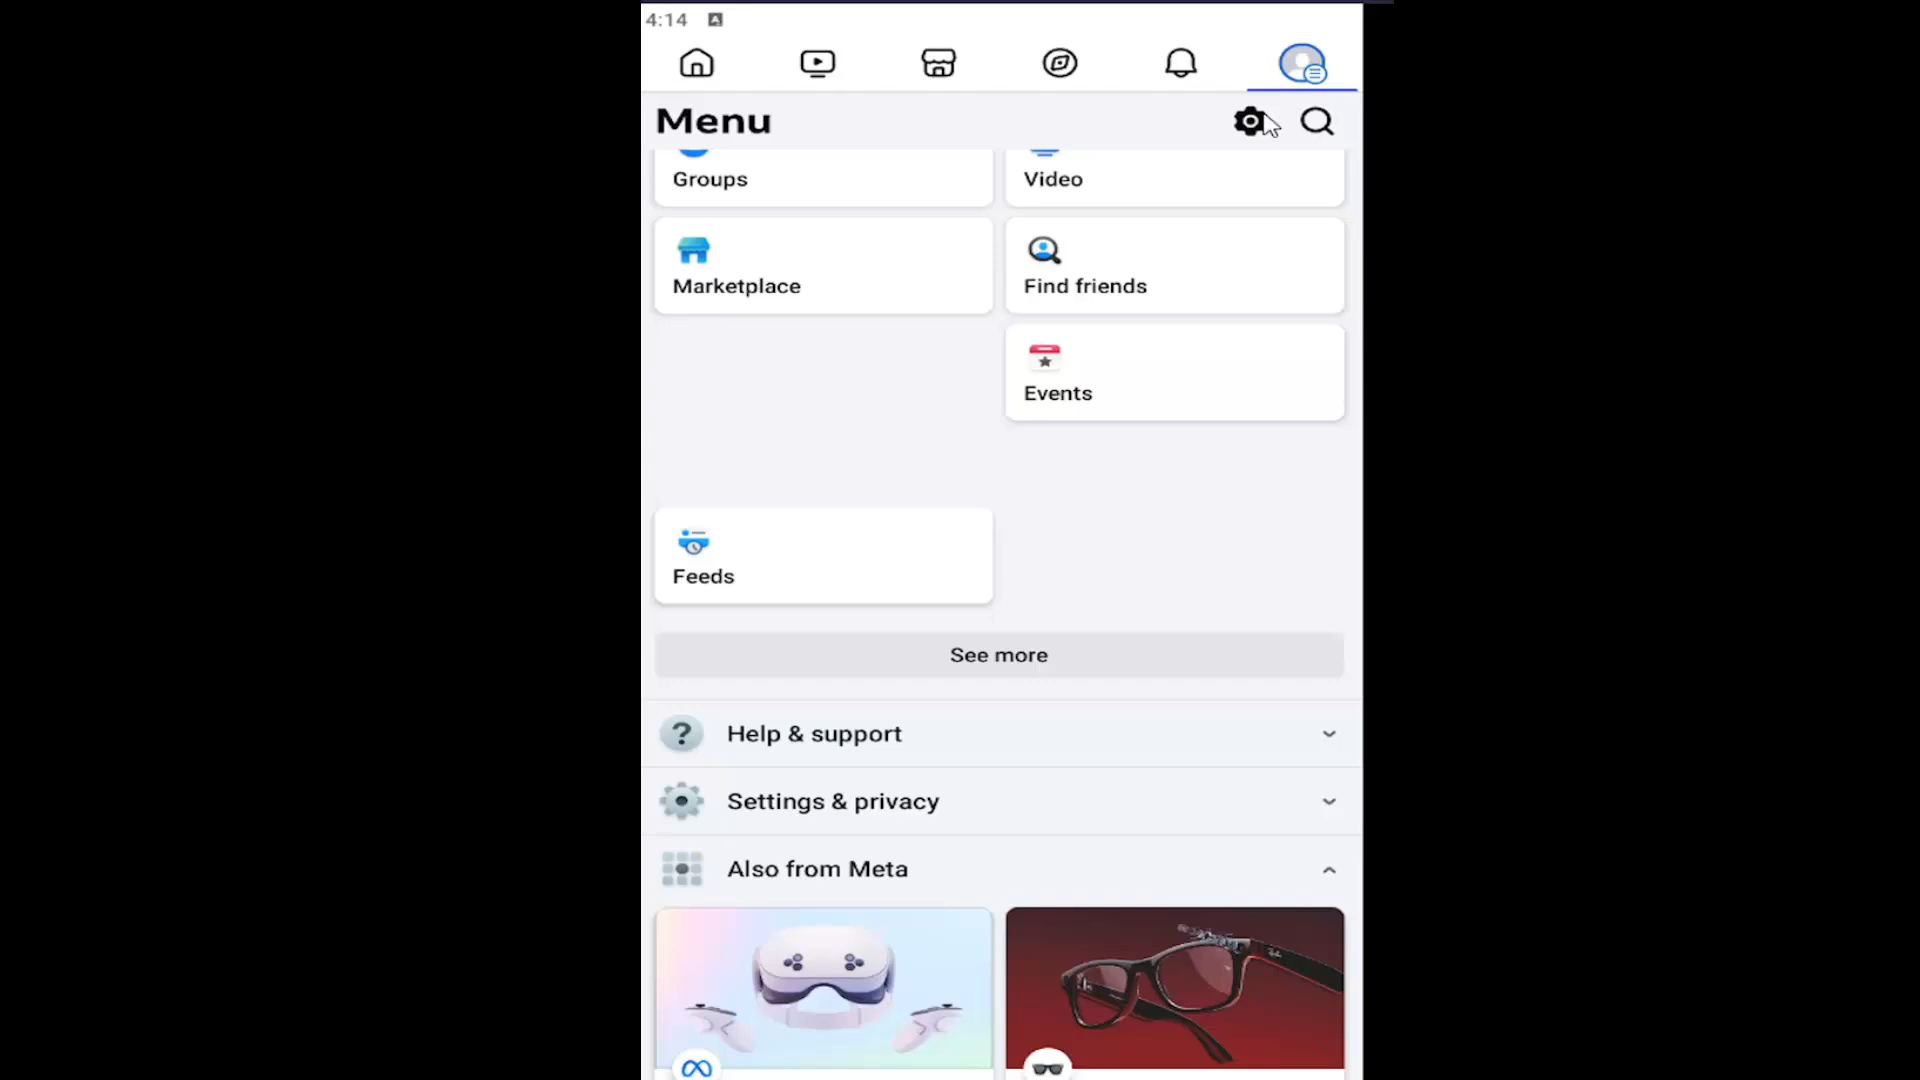 4:14
Menu
Groups
Video
Marketplace
Find friends
Events
Feeds
See more
Help & support
Settings & privacy
Also from Meta